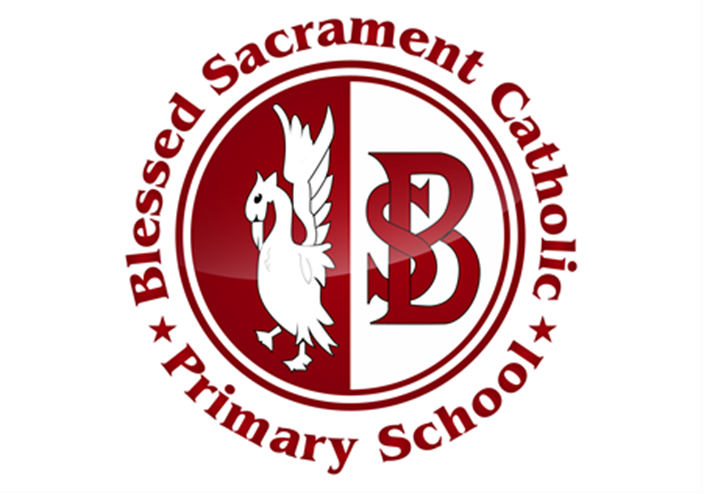 Blessed Sacrament Catholic
Primary School
SB